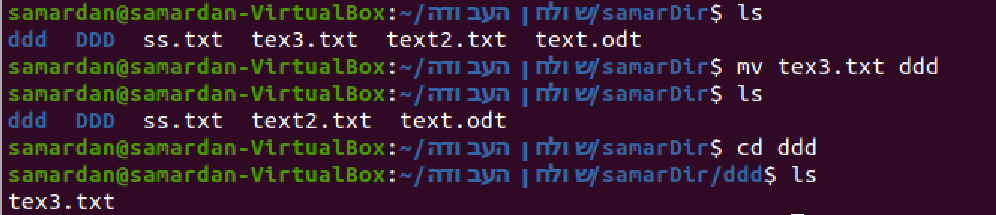 samardan@samardan-VirtualBox:~/שולחן העבודה/samarDir$ ls
ddd  DDD  ss.txt  tex3.txt  text2.txt  text.odt
samardan@samardan-VirtualBox:~/שולחן העבודה/samarDir$ mv tex3.txt ddd
samardan@samardan-VirtualBox:~/שולחן העבודה/samarDir$ ls
ddd  DDD  ss.txt  text2.txt  text.odt
samardan@samardan-VirtualBox:~/שולחן העבודה/samarDir$ cd ddd
samardan@samardan-VirtualBox:~/שולחן העבודה/samarDir/ddd$ ls
tex3.txt